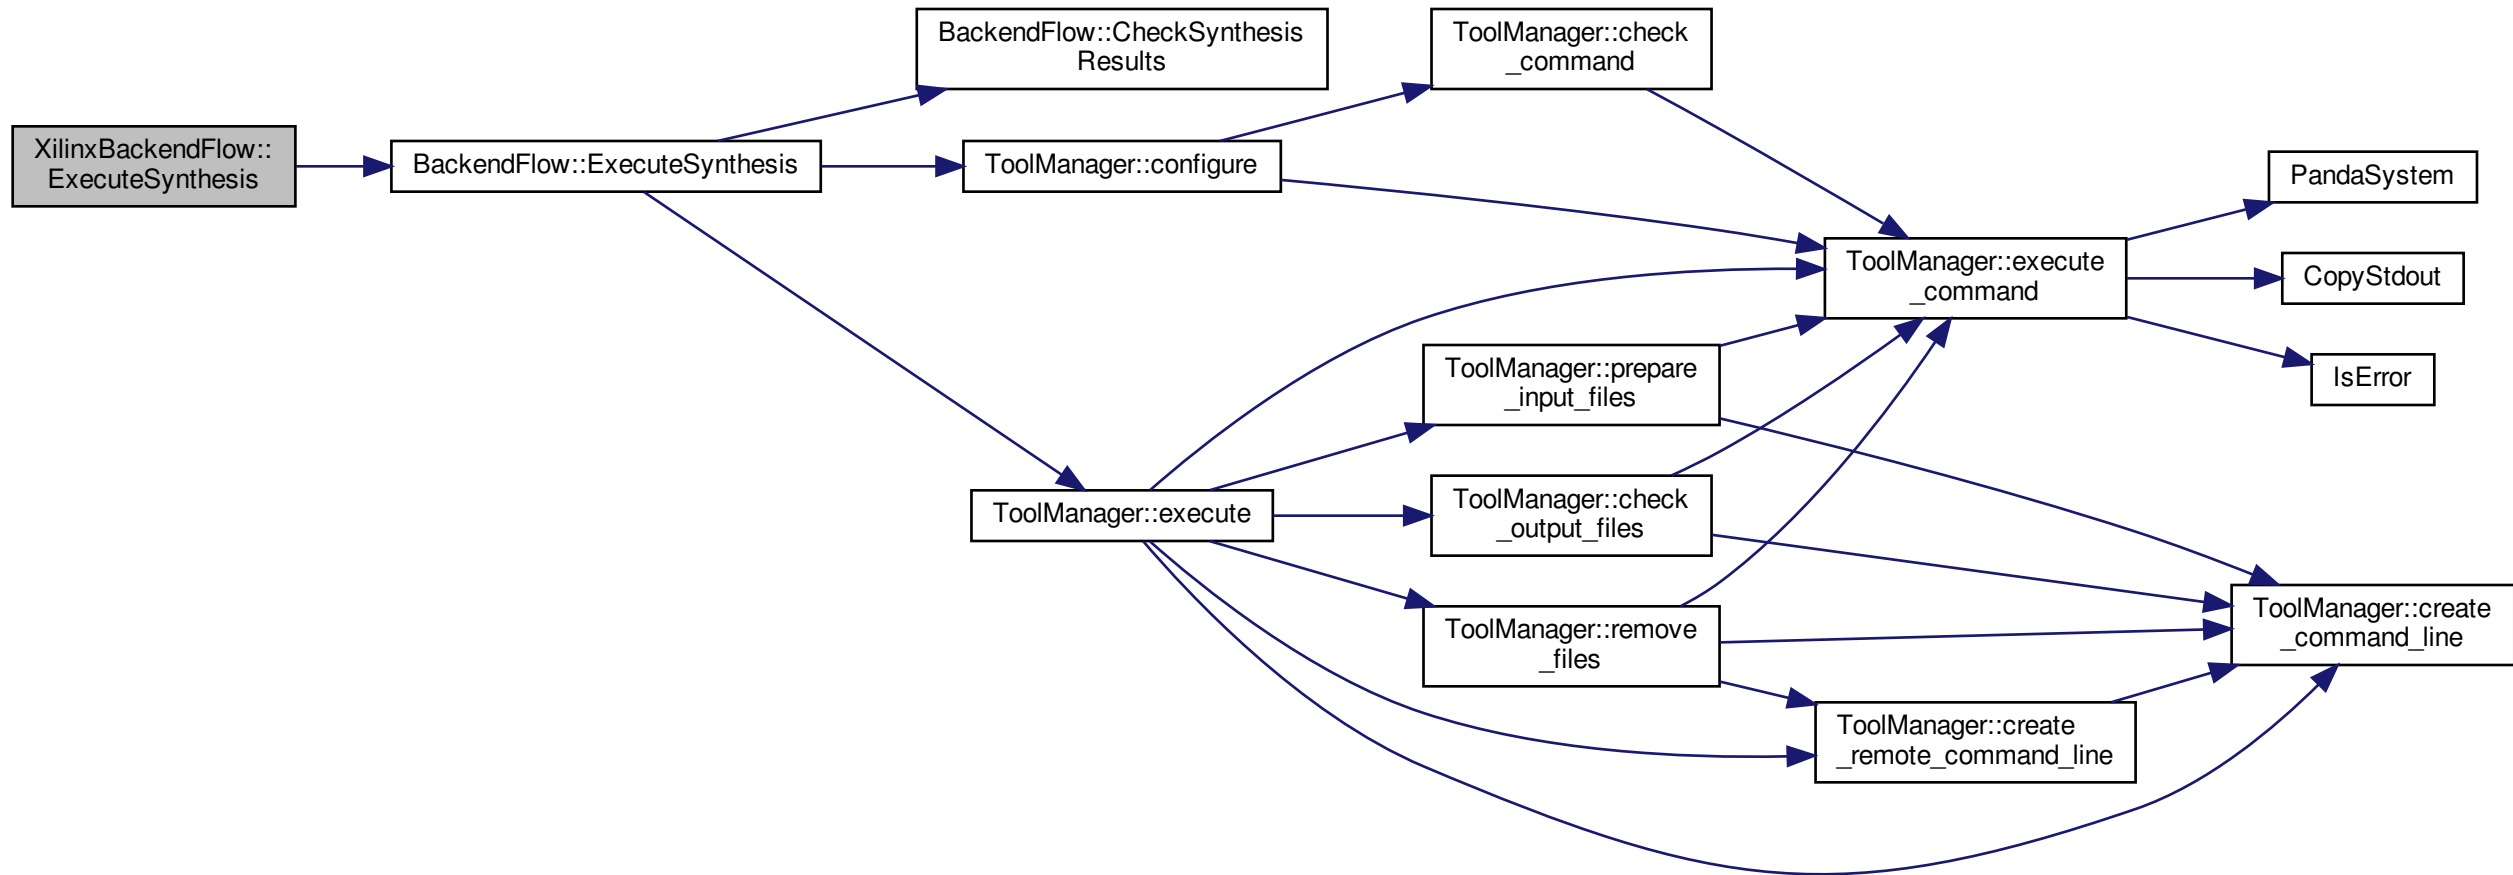 XilinxBackendFlow::
ExecuteSynthesis
BackendFlow::ExecuteSynthesis
BackendFlow::CheckSynthesis
Results
ToolManager::configure
ToolManager::execute
ToolManager::check
_command
ToolManager::prepare
_input_files
ToolManager::check
_output_files
ToolManager::remove
_files
ToolManager::execute
_command
ToolManager::create
_remote_command_line
PandaSystem
CopyStdout
IsError
ToolManager::create
_command_line